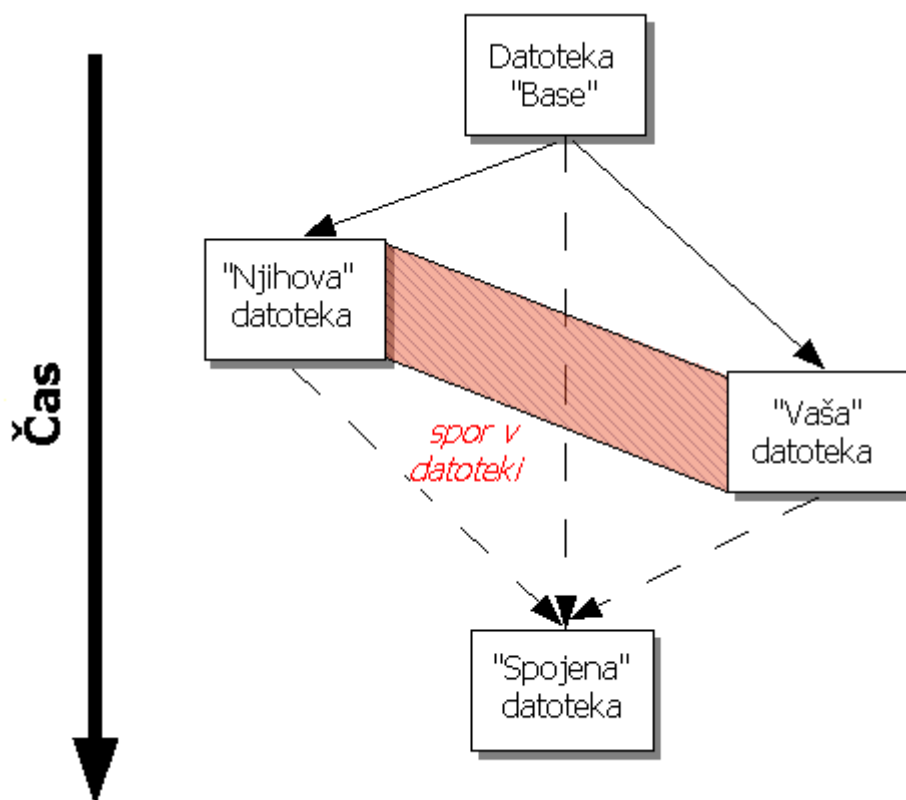 Datoteka
"Base"
"Njihova"
datoteka
Čas
"Vaša"
datoteka
spor v
datoteki
"Spojena"
datoteka